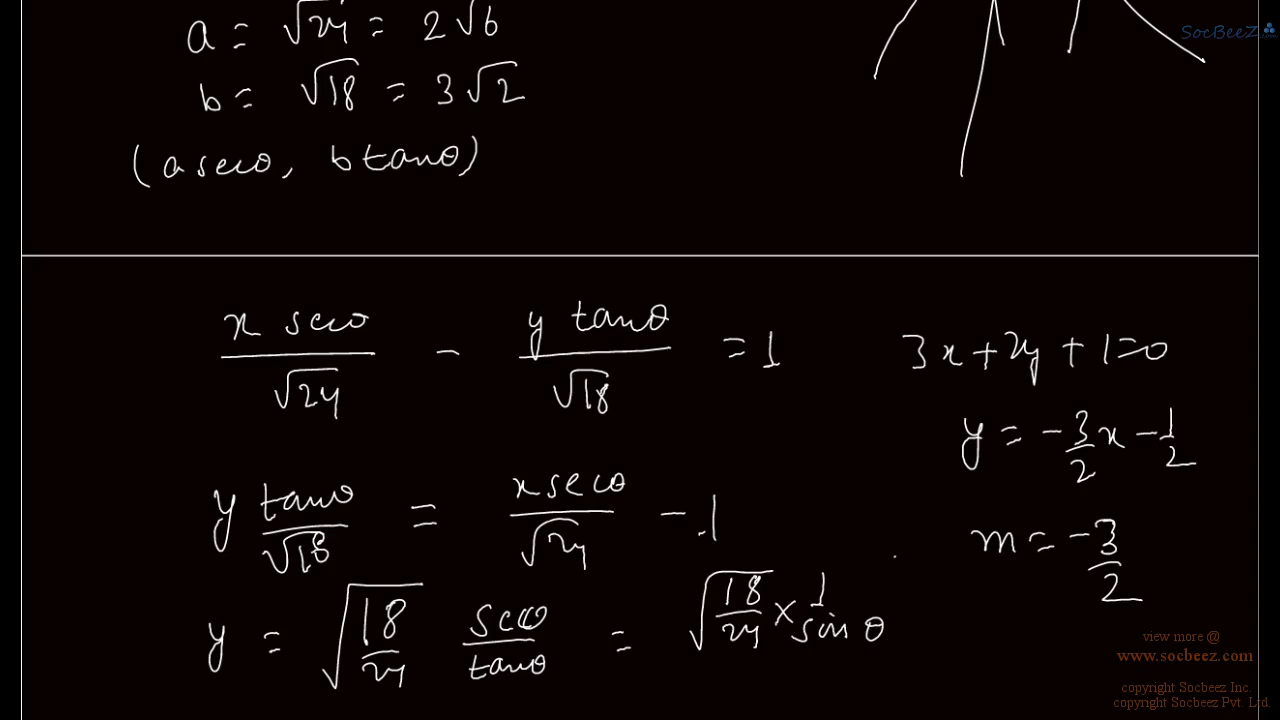 a = √24 = 2√6
SocBeeZ.com
b = √18 = 3√2
(a secθ, b tanθ)
x secθ/√24 - y tanθ/√18 = 1
3x+2y+1=0
y = -3/2 x - 1/2
y tanθ/√18 = x secθ/√24 - 1
m = -3/2
y = √18/24 secθ/tanθ = √18/24 × 1/sin θ
view more @
www.socbeez.com
copyright Socbeez Inc.
copyright Socbeez Pvt. Ltd.